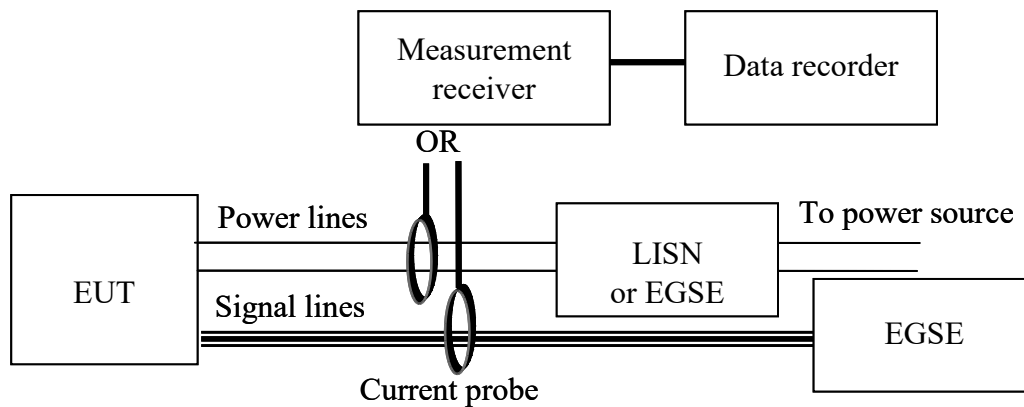 Measurement
receiver
Data recorder
OR
Power lines
To power source
LISN
or EGSE
EUT
Signal lines
EGSE
Current probe